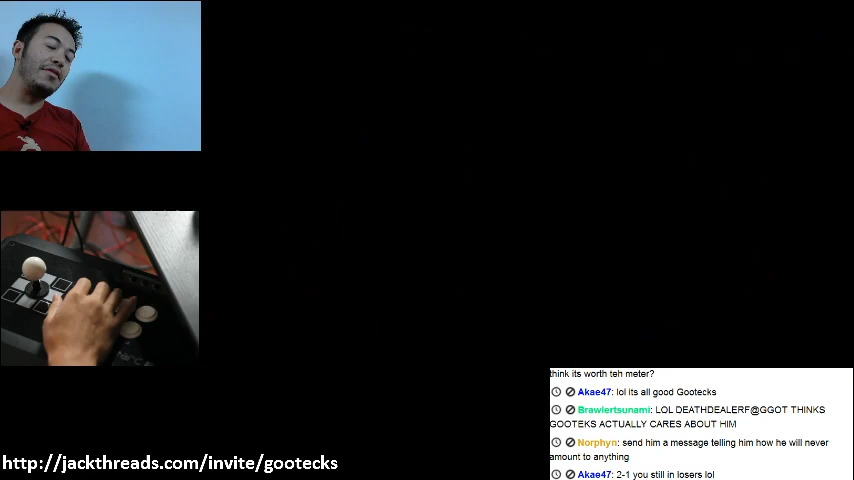 think its worth teh meter?
Akae47: lol its all good Gootecks
Brawlertsunami: LOL DEATHDEALERF@GGOT THINKS
GOOTEKS ACTUALLY CARES ABOUT HIM
Norphyn: send him a message telling him how he will never
amount to anything
Akae47: 2-1 you still in losers lol
http://jackthreads.com/invite/gootecks